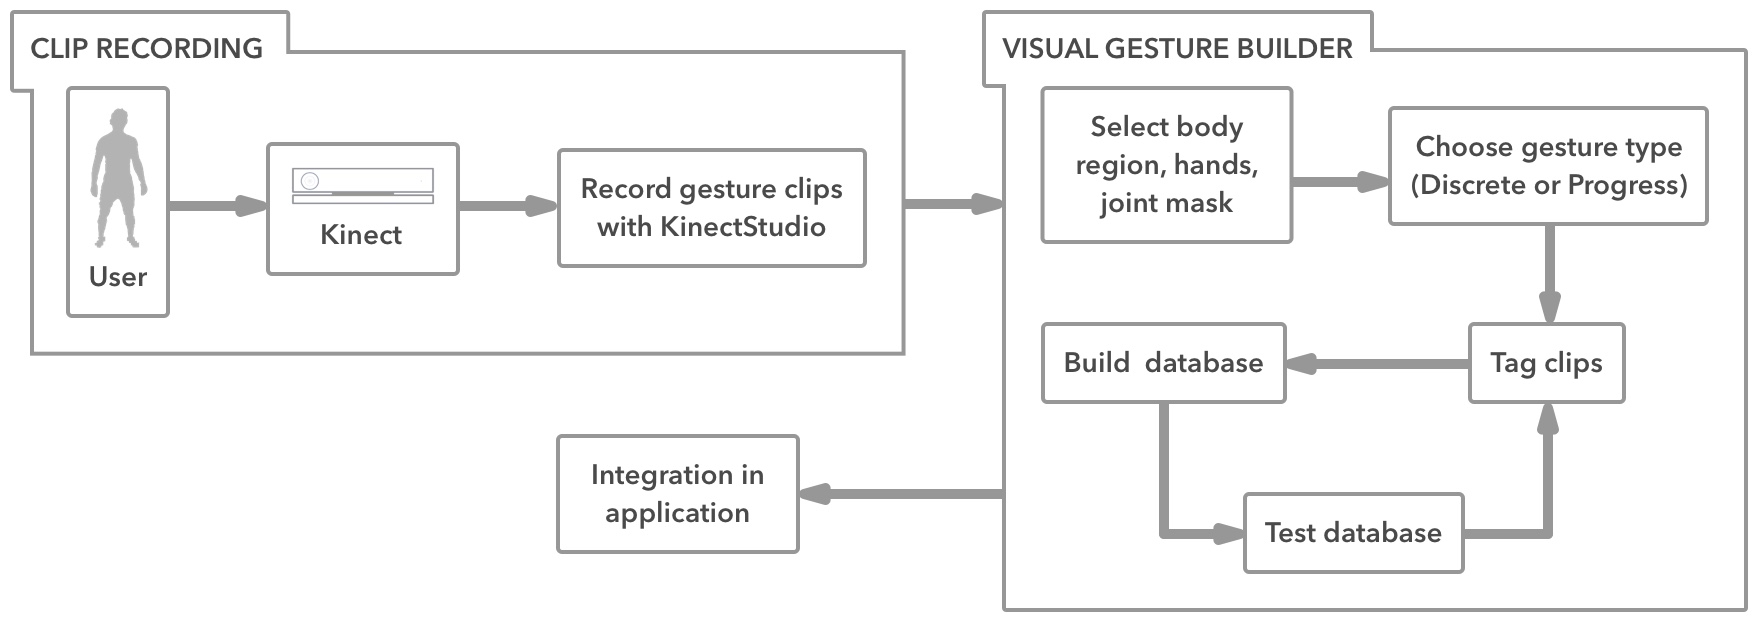 CLIP RECORDING
User
Kinect
Record gesture clips
with KinectStudio
VISUAL GESTURE BUILDER
Select body
region, hands,
joint mask
Choose gesture type
(Discrete or Progress)
Tag clips
Build  database
Test database
Integration in
application